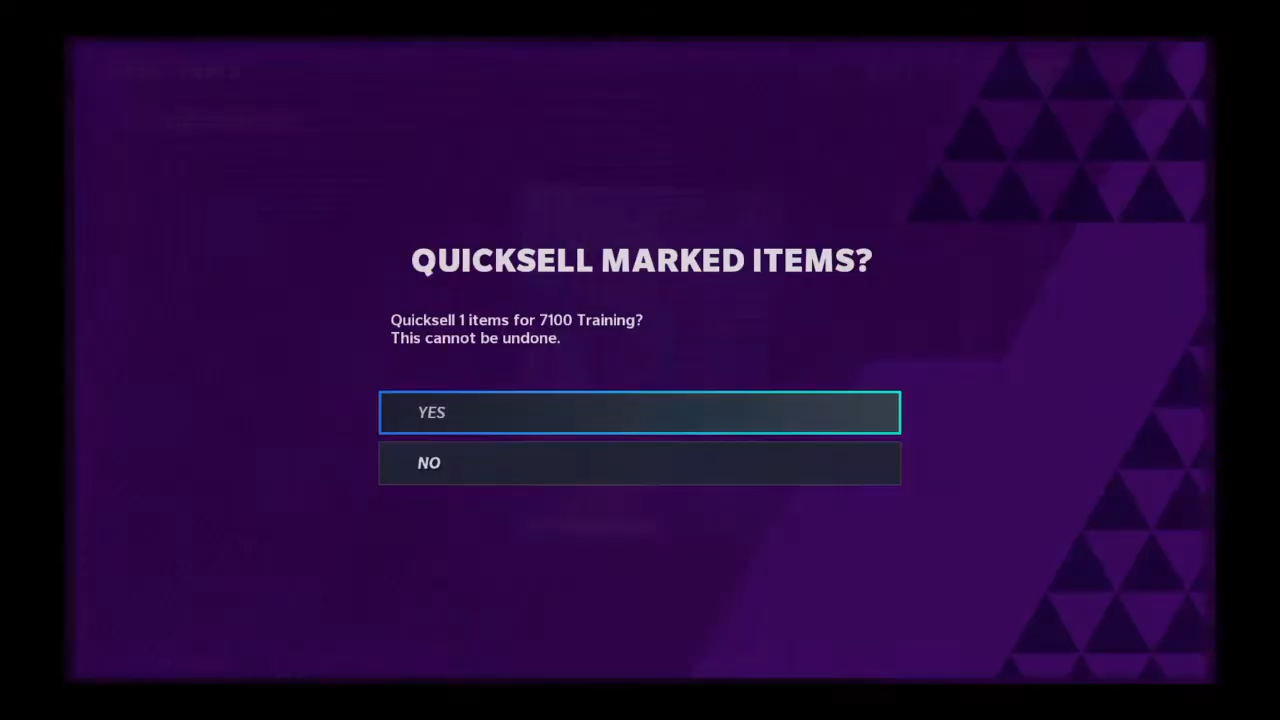 QUICKSELL MARKED ITEMS?
Quicksell 1 items for 7100 Training?
This cannot be undone.
YES
NO